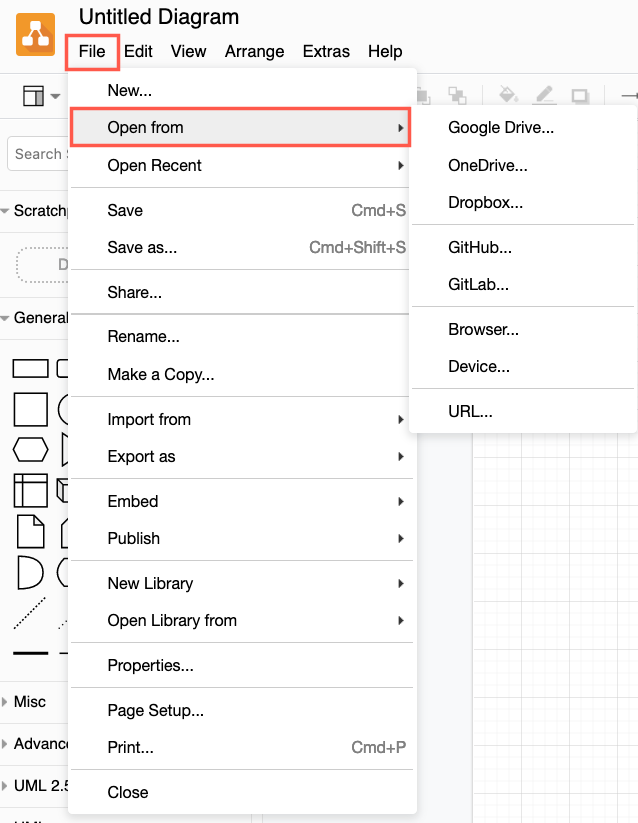 Untitled Diagram
File Edit View Arrange Extras Help
New...
Open from
Open Recent
Save Cmd+S
Save as... Cmd+Shift+S
Share...
Rename...
Make a Copy...
Import from
Export as
Embed
Publish
New Library
Open Library from
Properties...
Page Setup...
Print... Cmd+P
Close
Google Drive...
OneDrive...
Dropbox...
GitHub...
GitLab...
Browser...
Device...
URL...
Search
General
Misc
UML 2.5